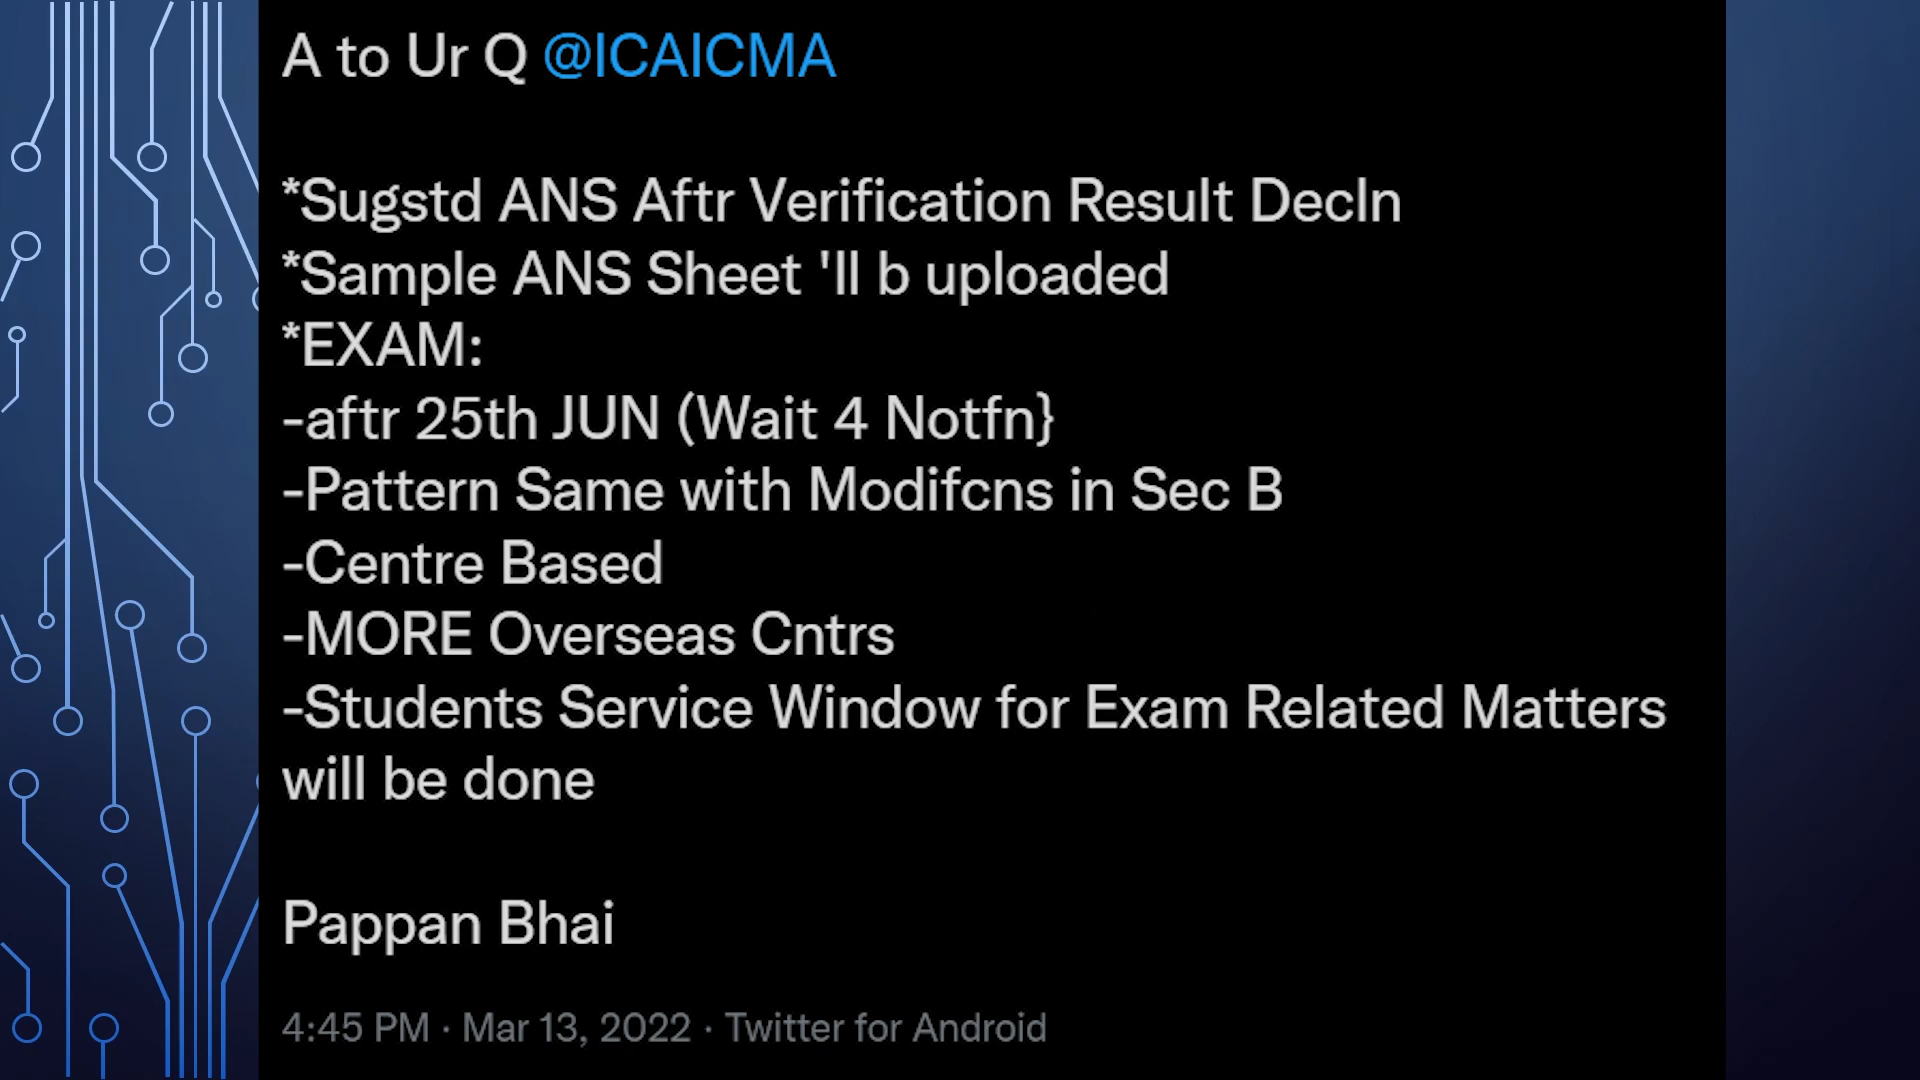 A to Ur Q @ICAICMA
*Sugstd ANS Aftr Verification Result Decln
*Sample ANS Sheet 'll b uploaded
*EXAM:
-aftr 25th JUN (Wait 4 Notfn}
-Pattern Same with Modifcns in Sec B
-Centre Based
-MORE Overseas Cntrs
-Students Service Window for Exam Related Matters
will be done
Pappan Bhai
4:45 PM · Mar 13, 2022 · Twitter for Android